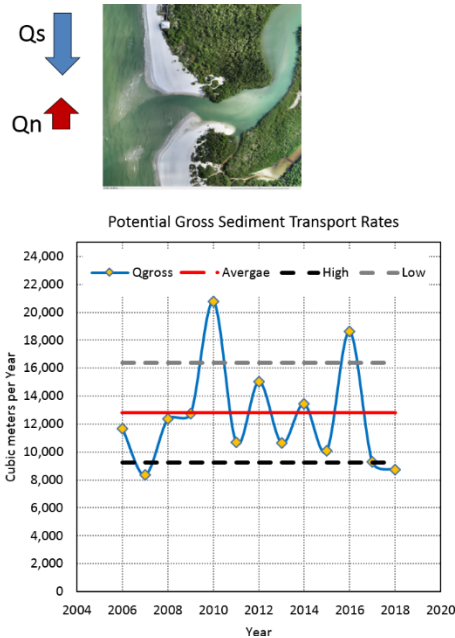 Qs
Qn
Potential Gross Sediment Transport Rates
24,000
22,000
20,000
18,000
16,000
14,000
12,000
10,000
8,000
6,000
4,000
2,000
0
Qgross Avergae High Low
Cubic meters per Year
2004 2006 2008 2010 2012 2014 2016 2018 2020
Year